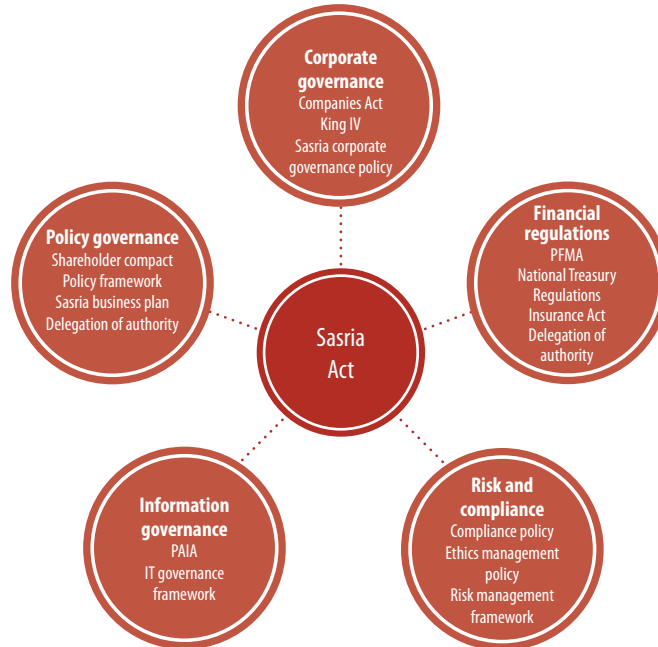 Corporate
governance
Companies Act
King IV
Sasria corporate
governance policy
Policy governance
Shareholder compact
Policy framework
Sasria business plan
Delegation of authority
Financial
regulations
PFMA
National Treasury
Regulations
Insurance Act
Delegation of
authority
Sasria
Act
Information
governance
PAIA
IT governance
framework
Risk and
compliance
Compliance policy
Ethics management
policy
Risk management
framework